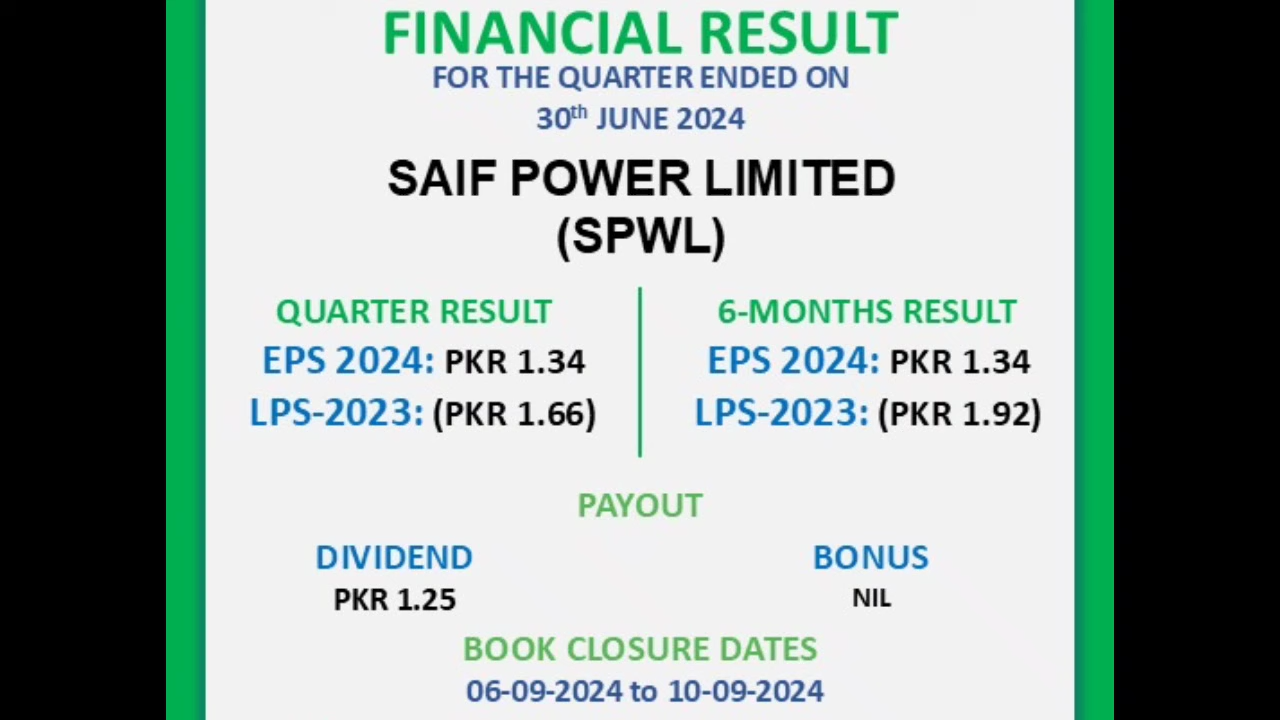 FINANCIAL RESULT
FOR THE QUARTER ENDED ON
30th JUNE 2024
SAIF POWER LIMITED
(SPWL)
QUARTER RESULT
EPS 2024: PKR 1.34
LPS-2023: (PKR 1.66)
6-MONTHS RESULT
EPS 2024: PKR 1.34
LPS-2023: (PKR 1.92)
PAYOUT
DIVIDEND
PKR 1.25
BONUS
NIL
BOOK CLOSURE DATES
06-09-2024 to 10-09-2024